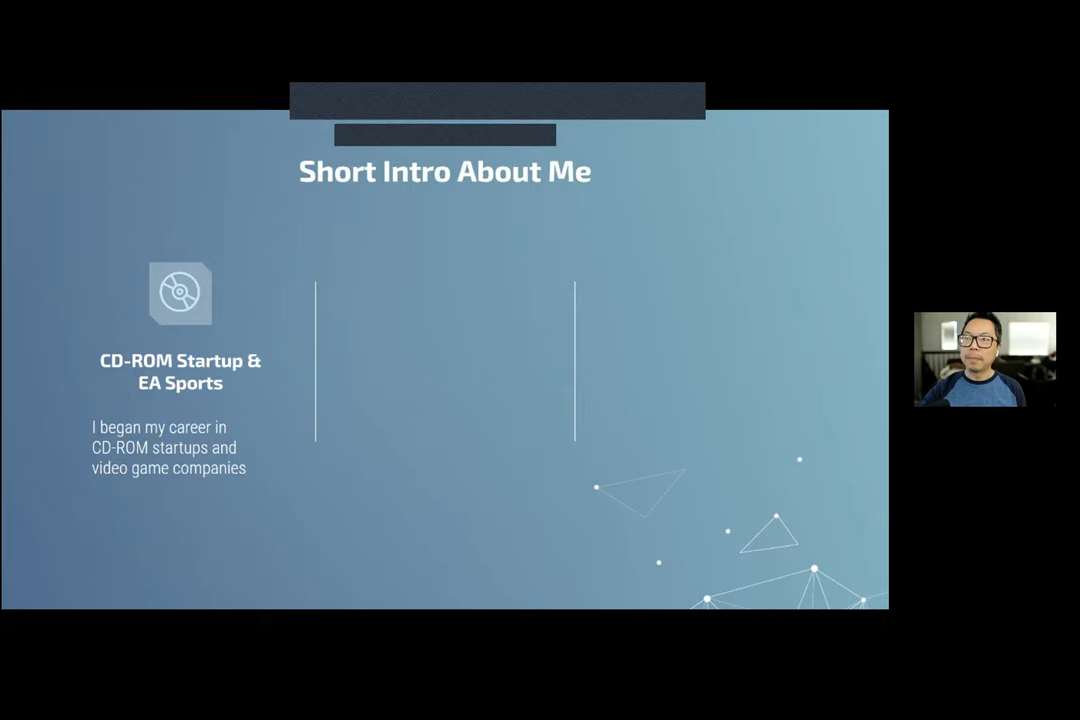 Short Intro About Me
CD-ROM Startup &
EA Sports
I began my career in
CD-ROM startups and
video game companies